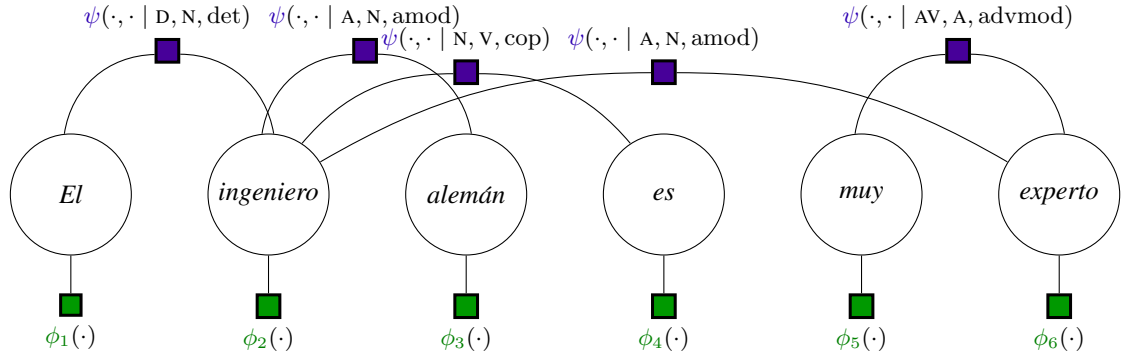 ψ(·, · | D, N, det) ψ(·, · | A, N, amod) ψ(·, · | AV, A, advmod)
ψ(·, · | N, V, cop) ψ(·, · | A, N, amod)
El ingeniero alemán es muy experto
ϕ₁(·) ϕ₂(·) ϕ₃(·) ϕ₄(·) ϕ₅(·) ϕ₆(·)